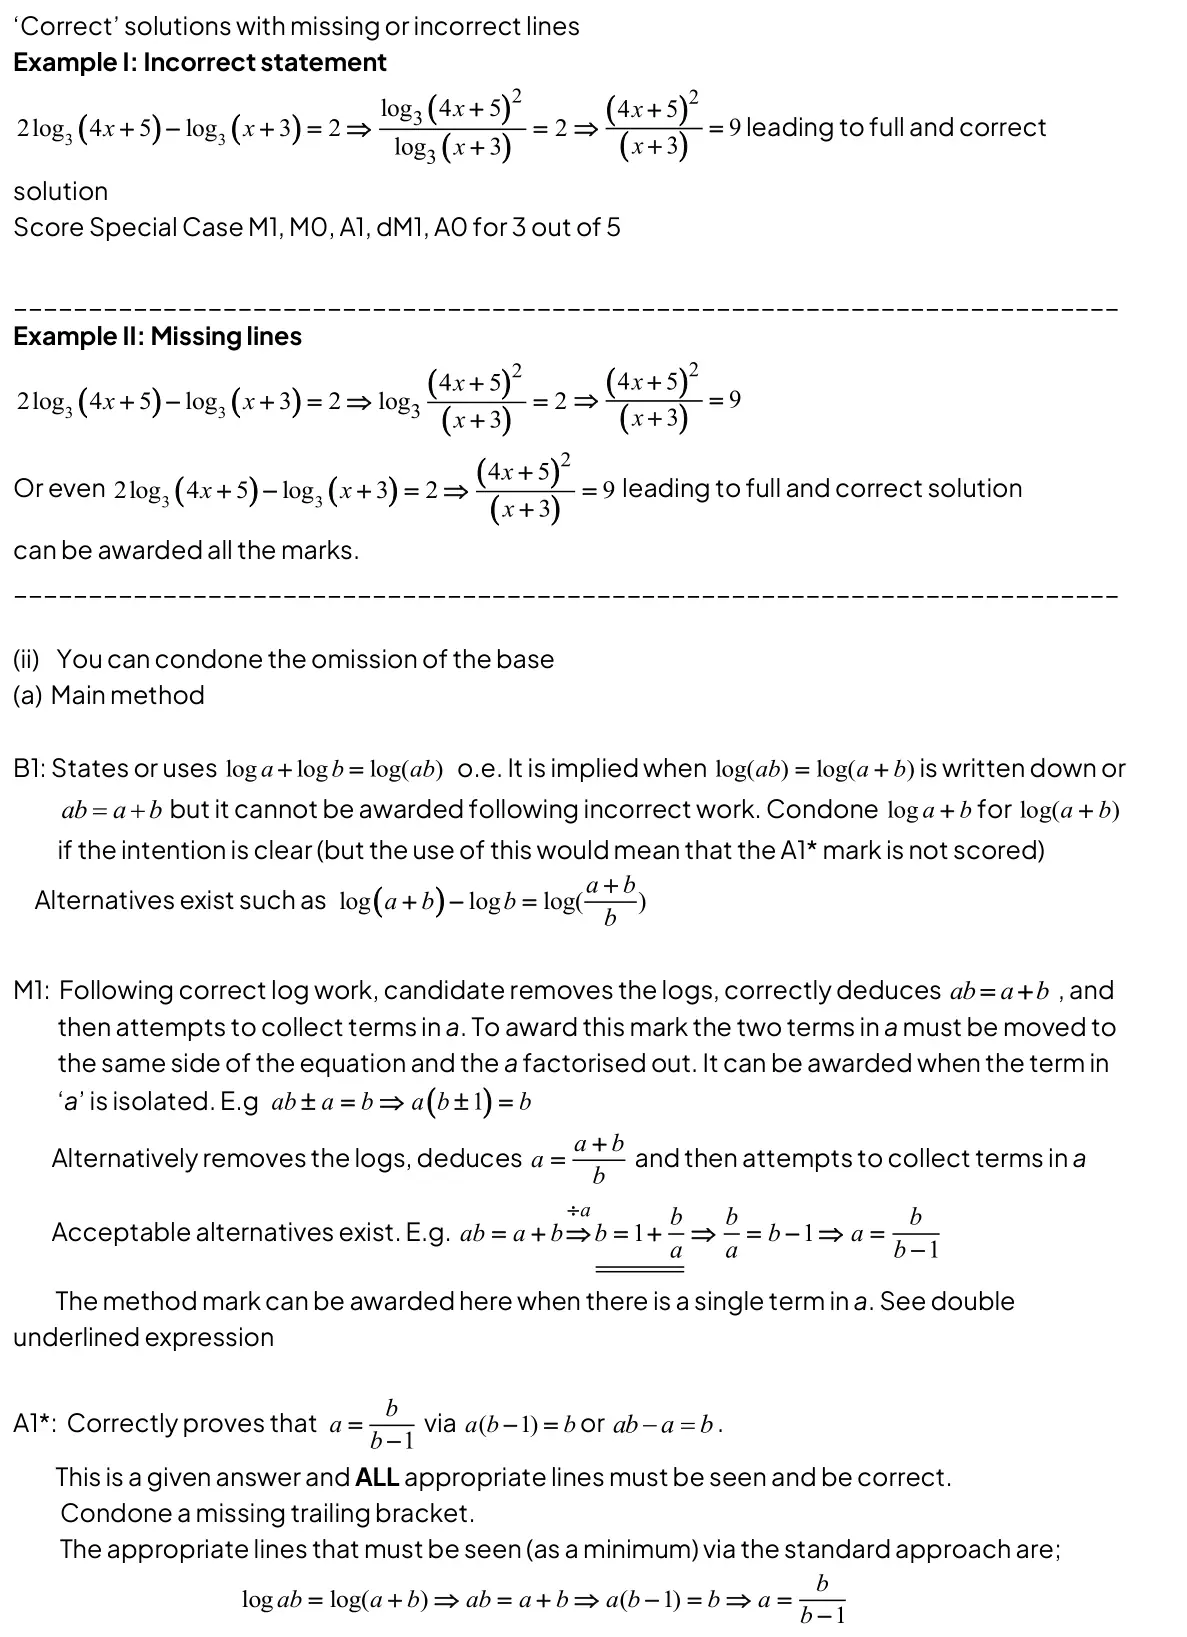 ‘Correct’ solutions with missing or incorrect lines
Example I: Incorrect statement
2log₃(4x+5)−log₃(x+3)=2⇒ log₃(4x+5)² / log₃(x+3) =2⇒ (4x+5)² / (x+3) =9 leading to full and correct
solution
Score Special Case M1, M0, A1, dM1, A0 for 3 out of 5
Example II: Missing lines
2log₃(4x+5)−log₃(x+3)=2⇒log₃ (4x+5)² / (x+3) =2⇒ (4x+5)² / (x+3) =9
Or even 2log₃(4x+5)−log₃(x+3)=2⇒ (4x+5)² / (x+3) =9 leading to full and correct solution
can be awarded all the marks.
(ii) You can condone the omission of the base
(a) Main method
B1: States or uses log a+log b=log(ab) o.e. It is implied when log(ab)=log(a+b) is written down or
ab=a+b but it cannot be awarded following incorrect work. Condone log a+b for log(a+b)
if the intention is clear (but the use of this would mean that the A1* mark is not scored)
Alternatives exist such as log(a+b)−log b=log( (a+b)/b )
M1: Following correct log work, candidate removes the logs, correctly deduces ab=a+b , and
then attempts to collect terms in a. To award this mark the two terms in a must be moved to
the same side of the equation and the a factorised out. It can be awarded when the term in
‘a’ is isolated. E.g ab±a=b⇒a(b±1)=b
Alternatively removes the logs, deduces a= (a+b)/b and then attempts to collect terms in a
Acceptable alternatives exist. E.g. ab=a+b ÷a ⇒ b=1+ b/a ⇒ b/a =b−1⇒a= b/(b−1)
The method mark can be awarded here when there is a single term in a. See double
underlined expression
A1*: Correctly proves that a= b/(b−1) via a(b−1)=b or ab−a=b.
This is a given answer and ALL appropriate lines must be seen and be correct.
Condone a missing trailing bracket.
The appropriate lines that must be seen (as a minimum) via the standard approach are;
log ab=log(a+b)⇒ab=a+b⇒a(b−1)=b⇒a= b/(b−1)